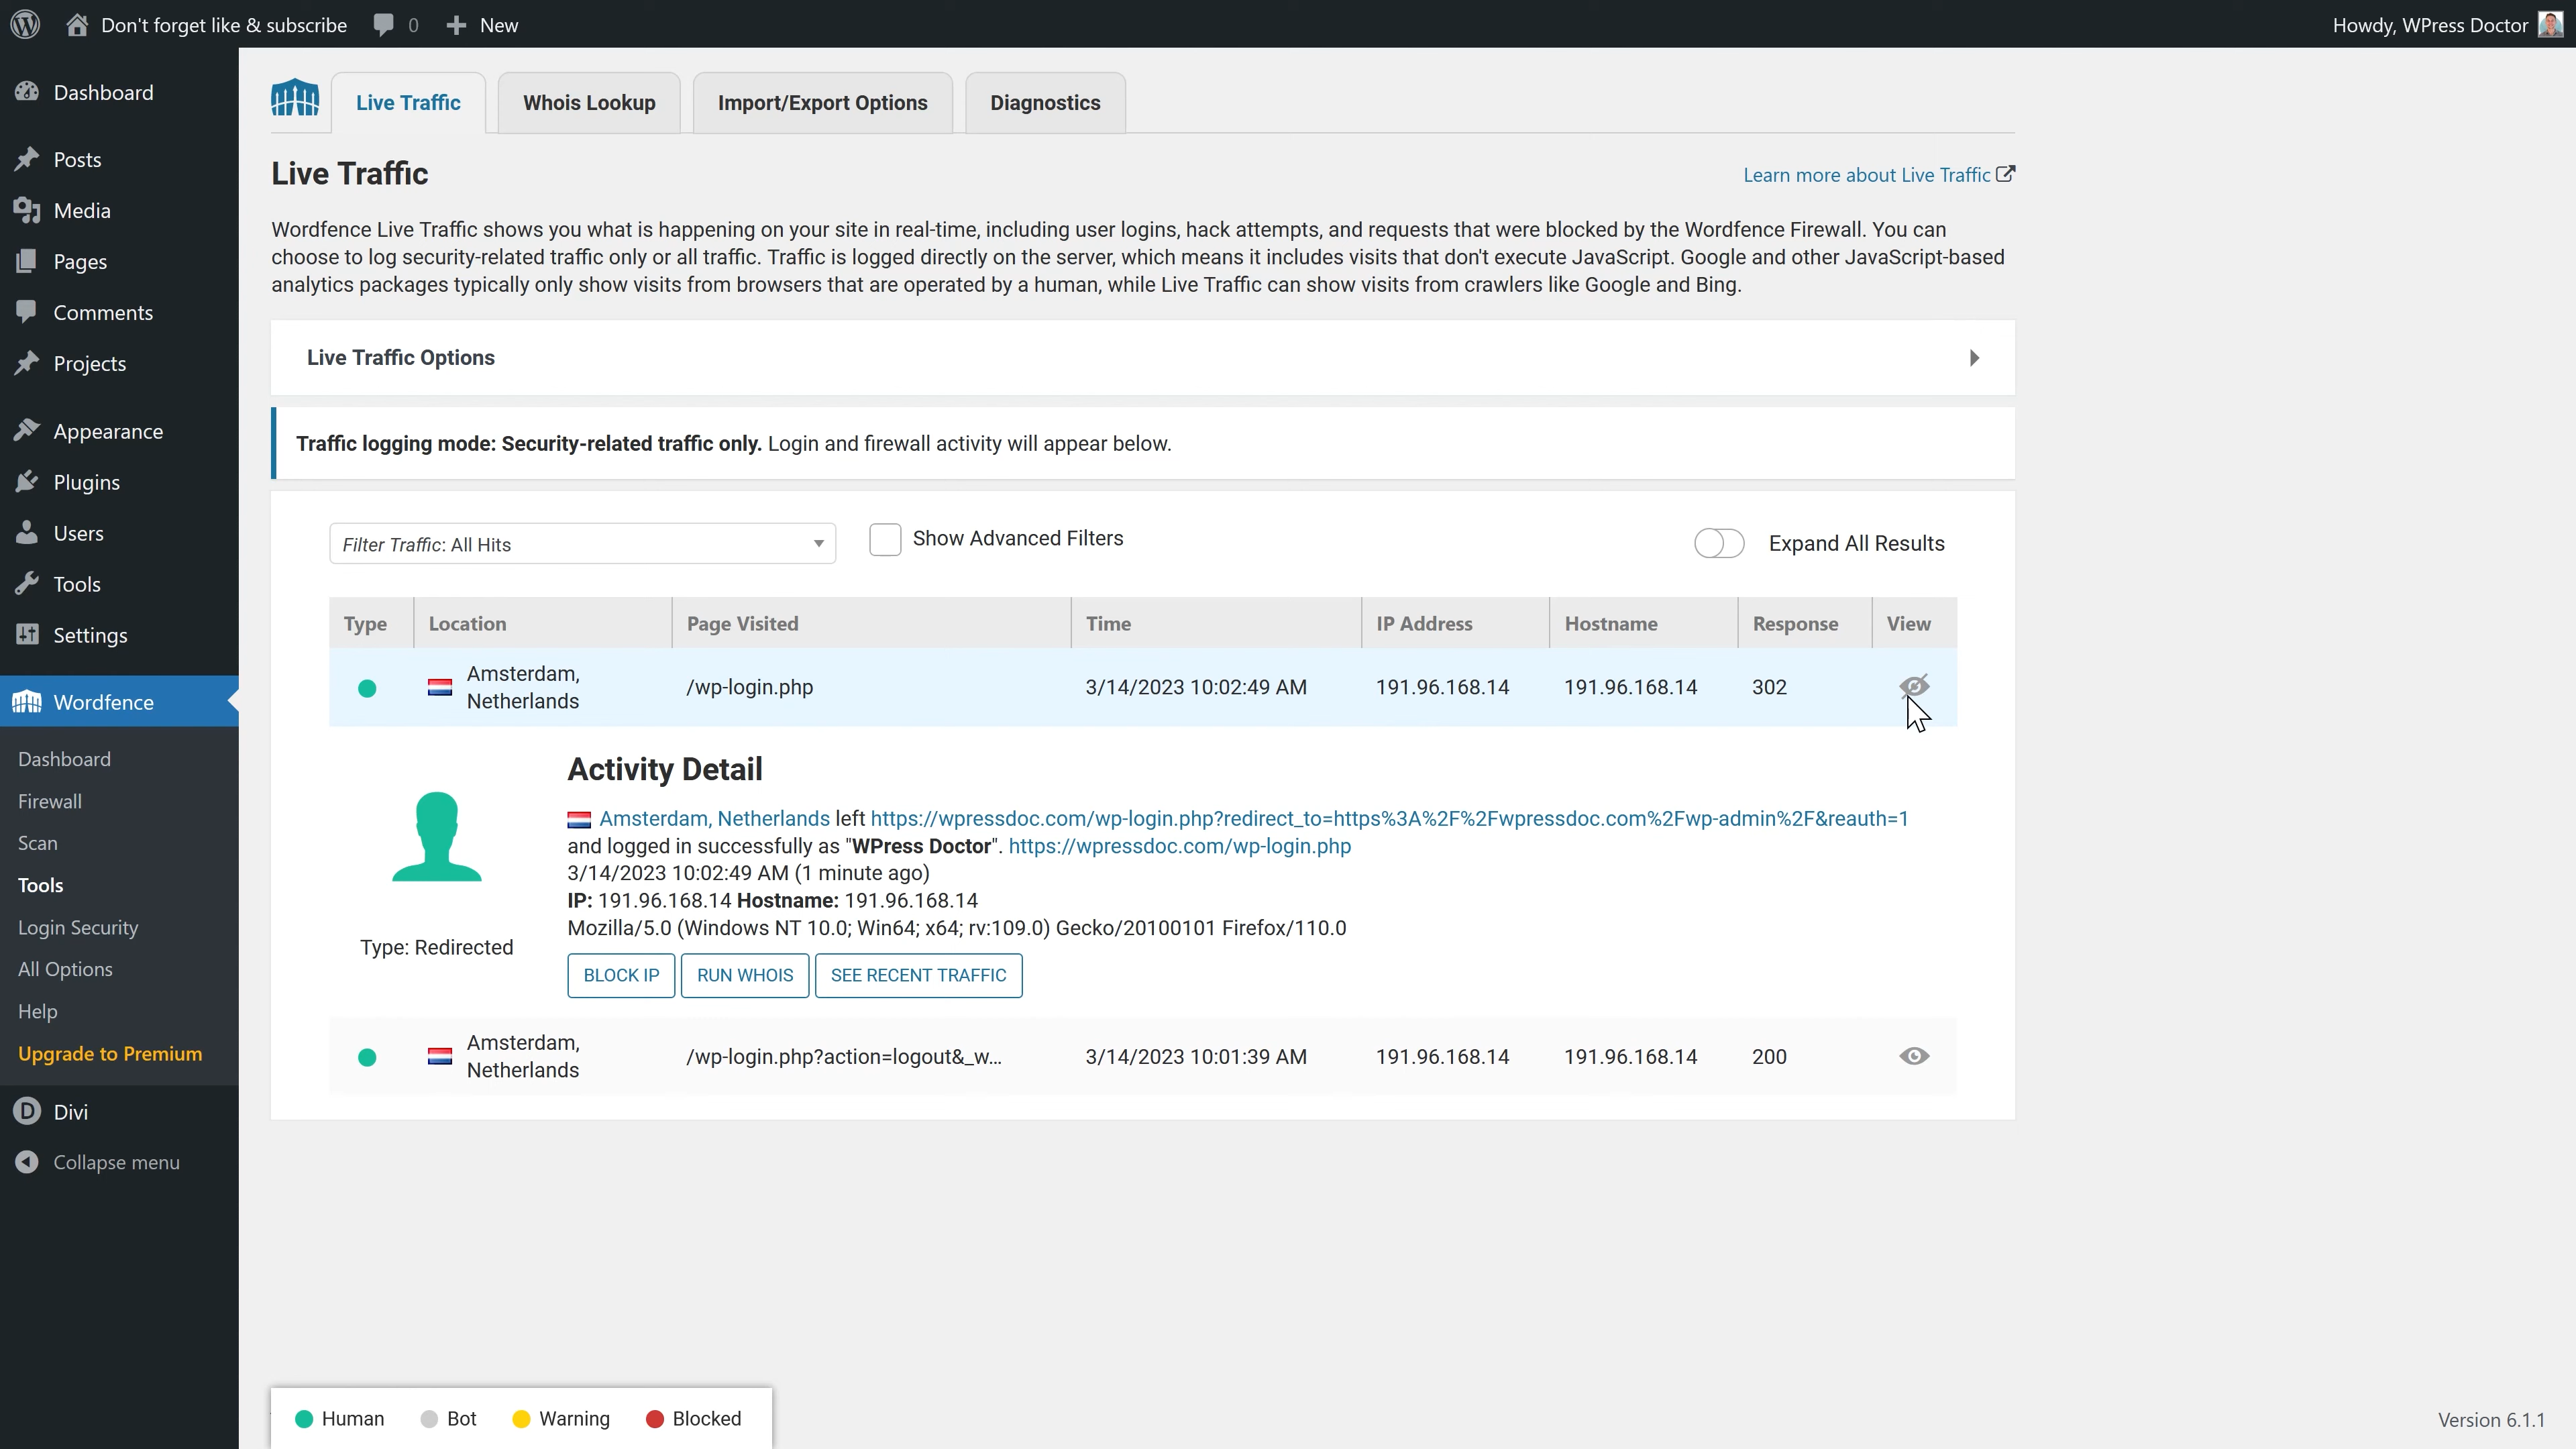 Don't forget like & subscribe
0
New
Howdy, WPress Doctor
Dashboard
Posts
Media
Pages
Comments
Projects
Appearance
Plugins
Users
Tools
Settings
Wordfence
Dashboard
Firewall
Scan
Tools
Login Security
All Options
Help
Upgrade to Premium
Divi
Collapse menu
Live Traffic
Whois Lookup
Import/Export Options
Diagnostics
Live Traffic
Learn more about Live Traffic
Wordfence Live Traffic shows you what is happening on your site in real-time, including user logins, hack attempts, and requests that were blocked by the Wordfence Firewall. You can
choose to log security-related traffic only or all traffic. Traffic is logged directly on the server, which means it includes visits that don't execute JavaScript. Google and other JavaScript-based
analytics packages typically only show visits from browsers that are operated by a human, while Live Traffic can show visits from crawlers like Google and Bing.
Live Traffic Options
Traffic logging mode: Security-related traffic only. Login and firewall activity will appear below.
Filter Traffic: All Hits
Show Advanced Filters
Expand All Results
Type Location Page Visited Time IP Address Hostname Response View
Amsterdam,
Netherlands
/wp-login.php 3/14/2023 10:02:49 AM 191.96.168.14 191.96.168.14 302
Activity Detail
Amsterdam, Netherlands left https://wpressdoc.com/wp-login.php?redirect_to=https%3A%2F%2Fwpressdoc.com%2Fwp-admin%2F&reauth=1
and logged in successfully as "WPress Doctor". https://wpressdoc.com/wp-login.php
3/14/2023 10:02:49 AM (1 minute ago)
IP: 191.96.168.14 Hostname: 191.96.168.14
Mozilla/5.0 (Windows NT 10.0; Win64; x64; rv:109.0) Gecko/20100101 Firefox/110.0
Type: Redirected
BLOCK IP
RUN WHOIS
SEE RECENT TRAFFIC
Amsterdam,
Netherlands
/wp-login.php?action=logout&_w... 3/14/2023 10:01:39 AM 191.96.168.14 191.96.168.14 200
Human
Bot
Warning
Blocked
Version 6.1.1